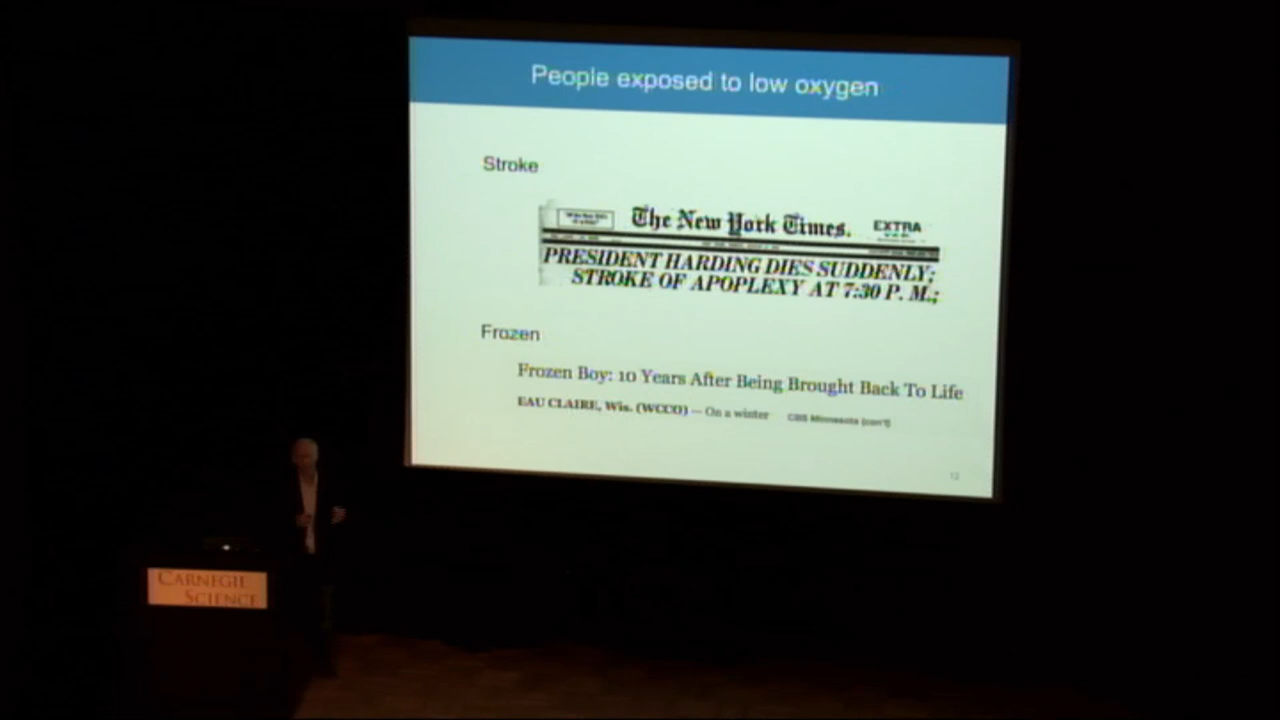 People exposed to low oxygen
Stroke
The New York Times.
EXTRA
PRESIDENT HARDING DIES SUDDENLY;
STROKE OF APOPLEXY AT 7:30 P. M.;
Frozen
Frozen Boy: 10 Years After Being Brought Back To Life
EAU CLAIRE, Wis. (WCCO) — On a winter CBS Minnesota (con't)
12
CARNEGIE
SCIENCE